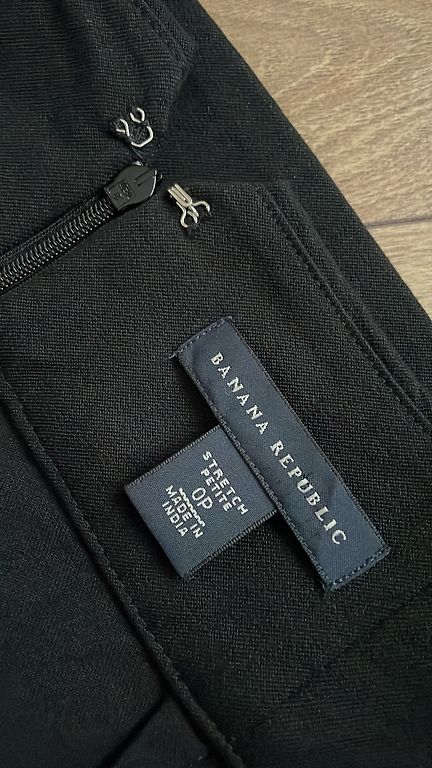 BANANA REPUBLIC
STRETCH
PETITE
0P
MADE IN
INDIA